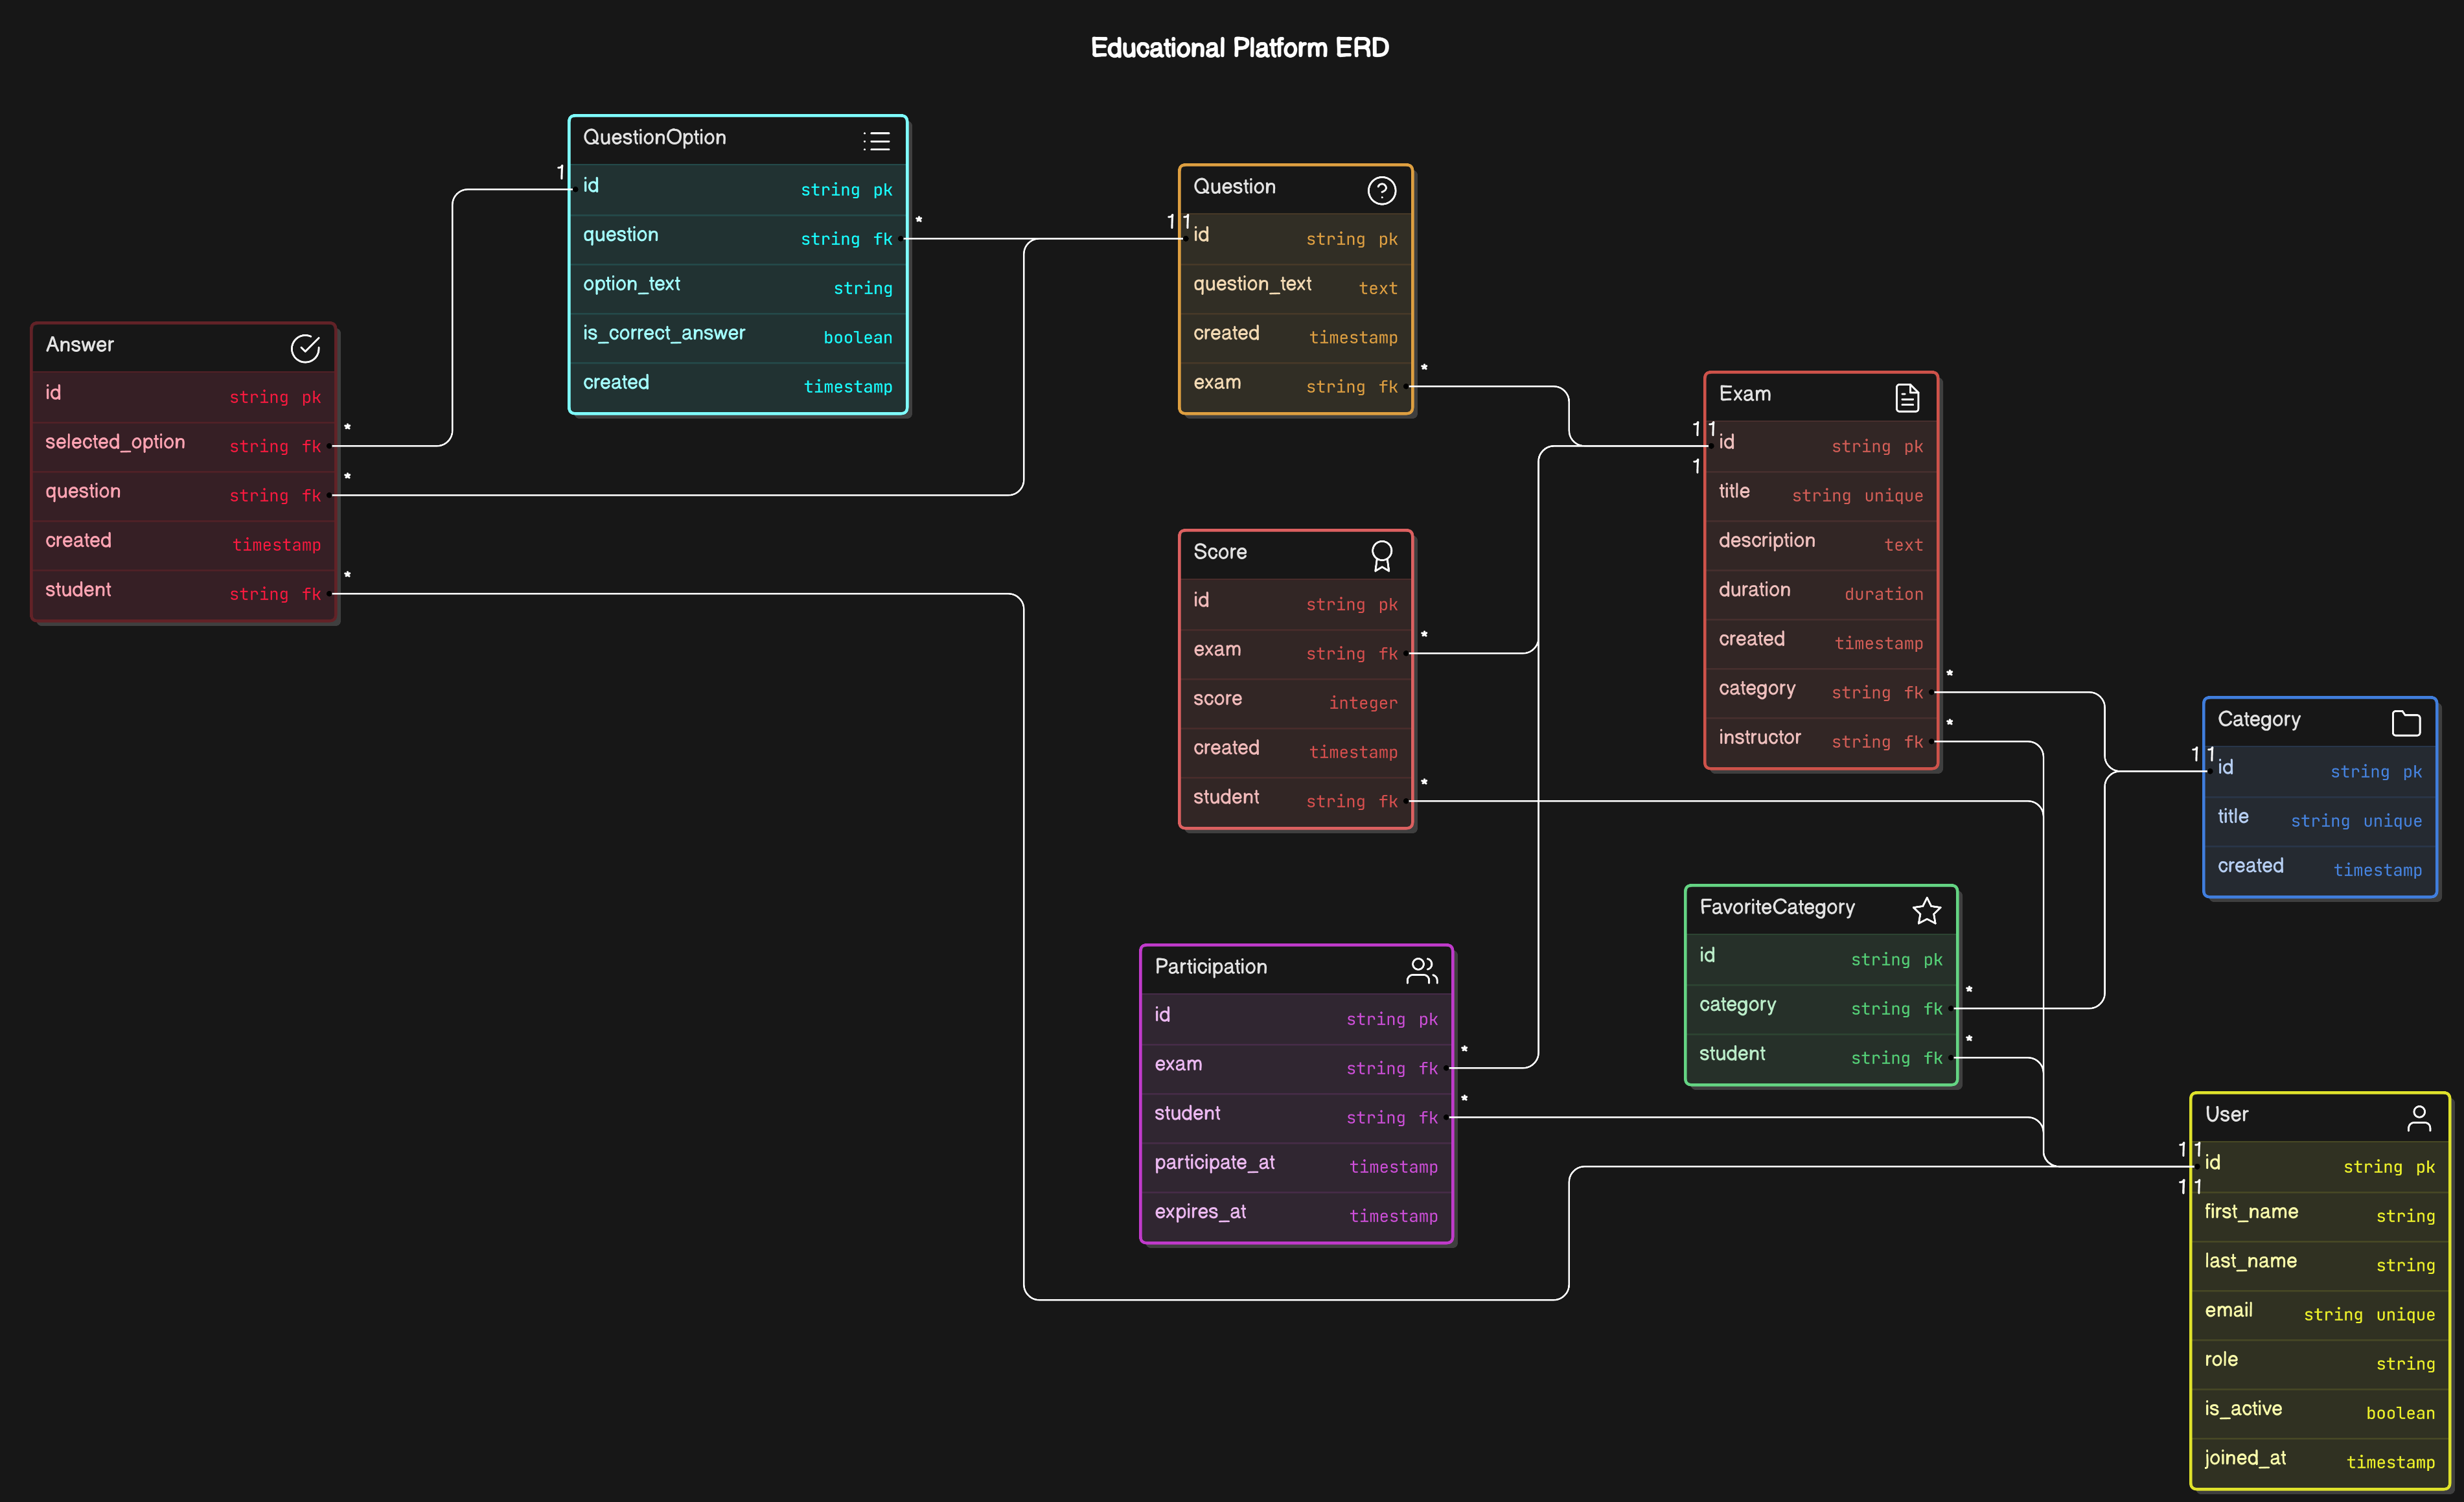 Educational Platform ERD
QuestionOption
1
id string pk
*
question string fk
option_text string
is_correct_answer boolean
created timestamp
Question
1 1
id string pk
question_text text
created timestamp
*
exam string fk
Answer
id string pk
*
selected_option string fk
*
question string fk
created timestamp
*
student string fk
Exam
1 1
id string pk
1
title string unique
description text
duration duration
created timestamp
*
category string fk
*
instructor string fk
Score
id string pk
*
exam string fk
score integer
created timestamp
*
student string fk
Category
1 1
id string pk
title string unique
created timestamp
FavoriteCategory
id string pk
*
category string fk
*
student string fk
Participation
id string pk
*
exam string fk
*
student string fk
participate_at timestamp
expires_at timestamp
User
1 1
id string pk
1 1
first_name string
last_name string
email string unique
role string
is_active boolean
joined_at timestamp